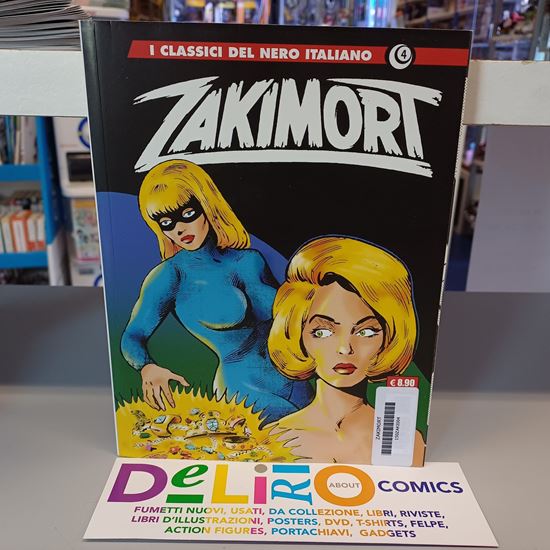 I CLASSICI DEL NERO ITALIANO 4
ZAKIMORT
€ 8.90
ZAKIMORT
DeLiRiO ABOUT COMICS
FUMETTI NUOVI, USATI, DA COLLEZIONE, LIBRI, RIVISTE,
LIBRI D'ILLUSTRAZIONI, POSTERS, DVD, T-SHIRTS, FELPE,
ACTION FIGURES, PORTACHIAVI, GADGETS